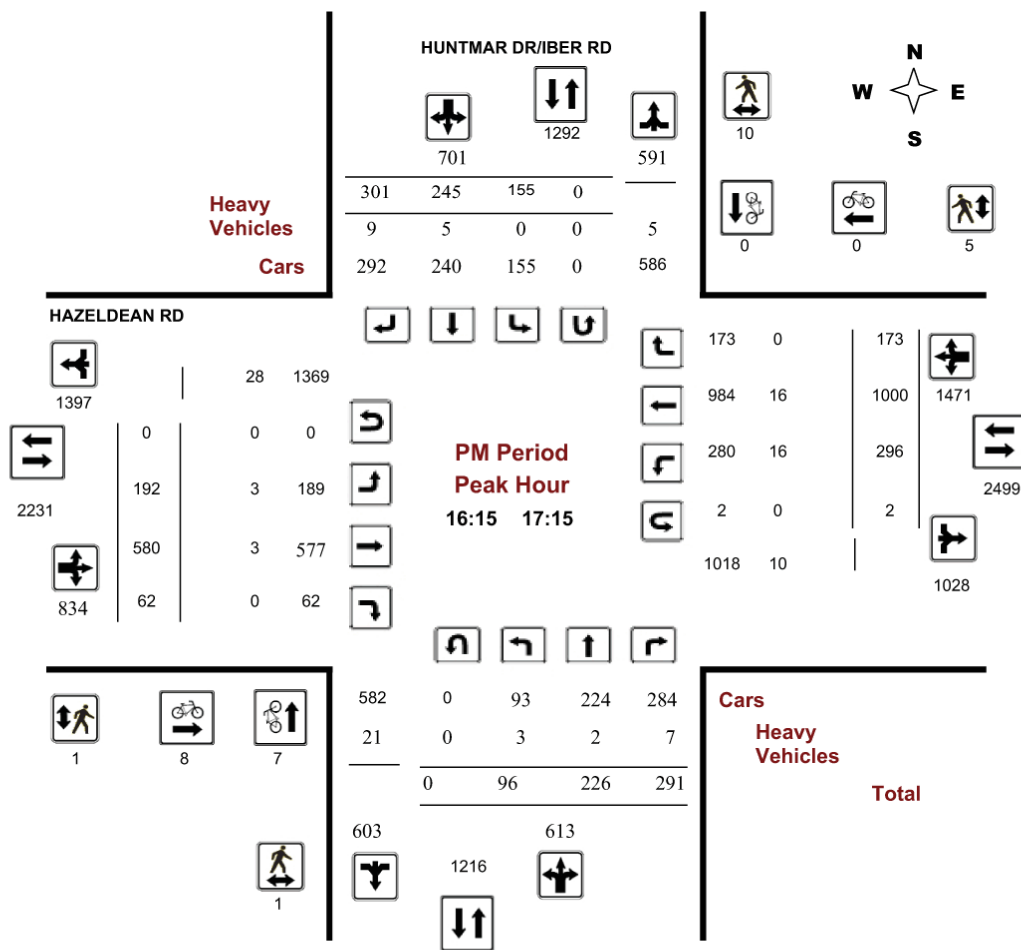 HUNTMAR DR/IBER RD
N
W E
S
1292
10
701
591
301 245 155 0
Heavy
Vehicles
9 5 0 0 5
0 0 5
Cars
292 240 155 0 586
HAZELDEAN RD
173 0 173
28 1369
1397
984 16 1000
1471
0 0 0
PM Period
280 16 296
Peak Hour
192 3 189
2499
2231
16:15 17:15
2 0 2
580 3 577
1018 10
1028
834
62 0 62
582 0 93 224 284
Cars
21 0 3 2 7
Heavy
Vehicles
1 8 7
0 96 226 291
Total
603
613
1216
1